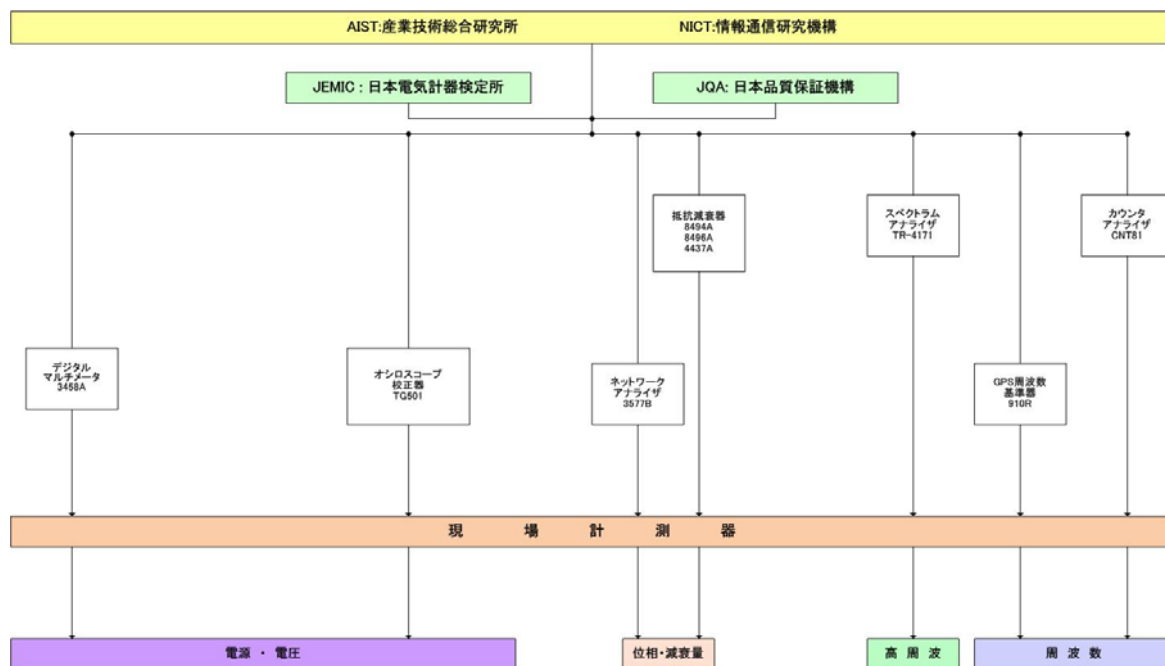 AIST:産業技術総合研究所 NICT:情報通信研究機構
JEMIC : 日本電気計器検定所 JQA: 日本品質保証機構
抵抗減衰器
8494A
8496A
4437A
スペクトラム
アナライザ
TR-4171
カウンタ
アナライザ
CNT81
デジタル
マルチメータ
3458A
オシロスコープ
校正器
TG501
ネットワーク
アナライザ
3577B
GPS周波数
基準器
910R
現 場 計 測 器
電源 ・ 電圧 位相・減衰量 高 周 波 周 波 数